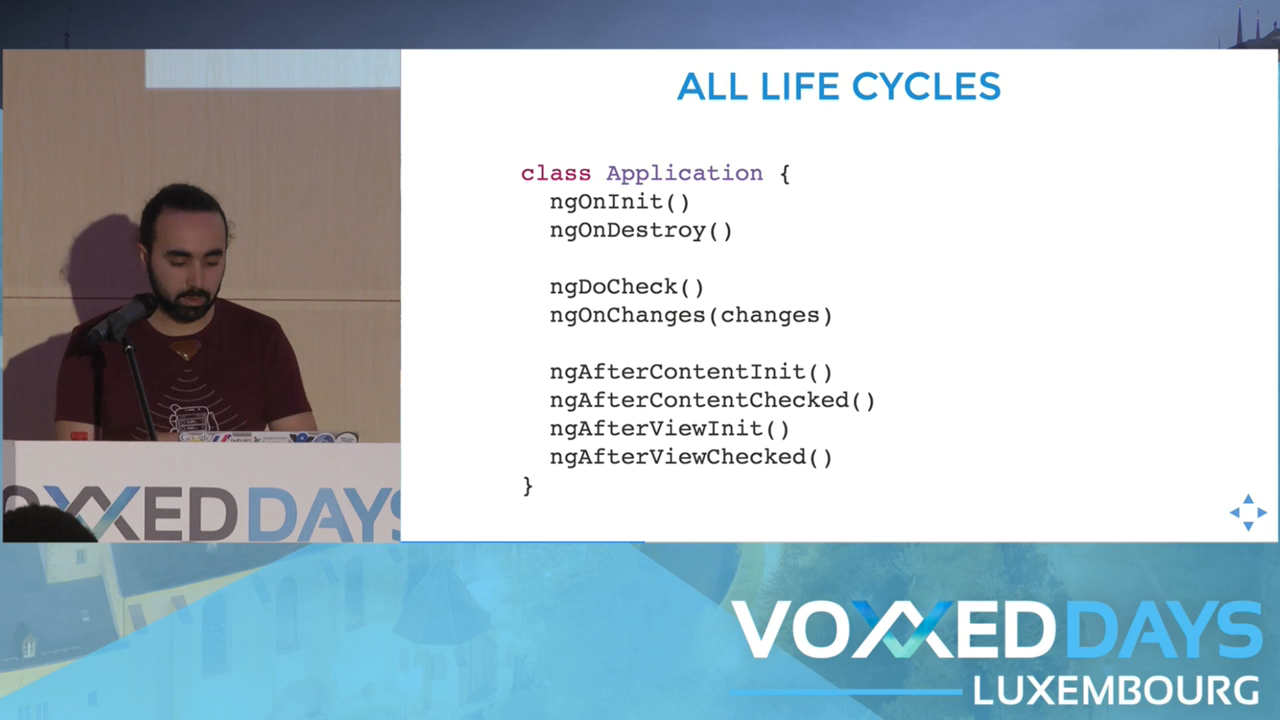 ALL LIFE CYCLES
class Application {
ngOnInit()
ngOnDestroy()
ngDoCheck()
ngOnChanges(changes)
ngAfterContentInit()
ngAfterContentChecked()
ngAfterViewInit()
ngAfterViewChecked()
}
Google
VOXXED DAYS
VOXXED DAYS
LUXEMBOURG